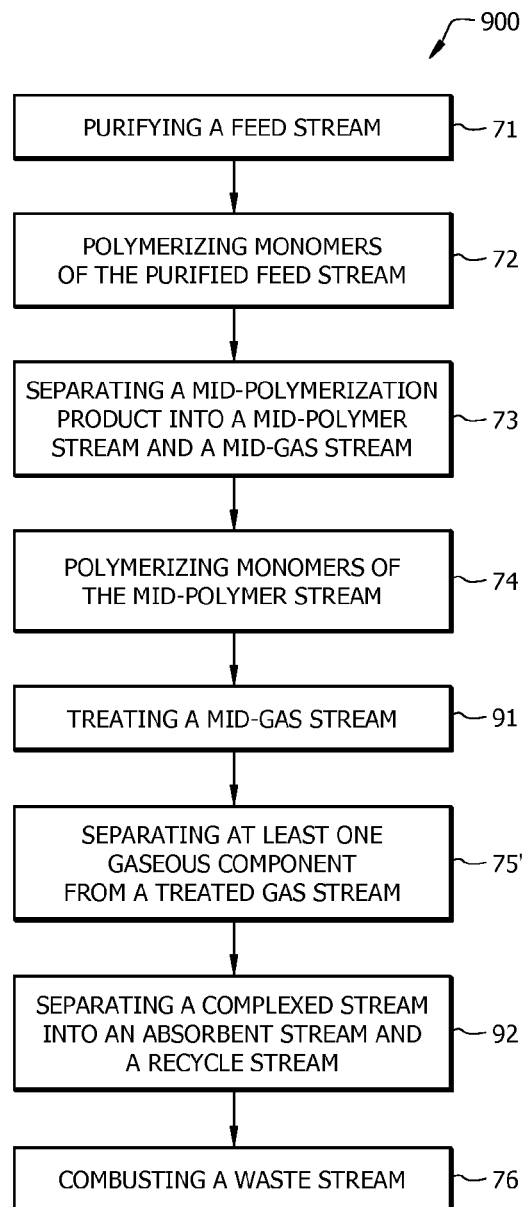 900
PURIFYING A FEED STREAM
71
POLYMERIZING MONOMERS
OF THE PURIFIED FEED STREAM
72
SEPARATING A MID-POLYMERIZATION
PRODUCT INTO A MID-POLYMER
STREAM AND A MID-GAS STREAM
73
POLYMERIZING MONOMERS OF
THE MID-POLYMER STREAM
74
TREATING A MID-GAS STREAM
91
SEPARATING AT LEAST ONE
GASEOUS COMPONENT
FROM A TREATED GAS STREAM
75'
SEPARATING A COMPLEXED STREAM
INTO AN ABSORBENT STREAM AND
A RECYCLE STREAM
92
COMBUSTING A WASTE STREAM
76